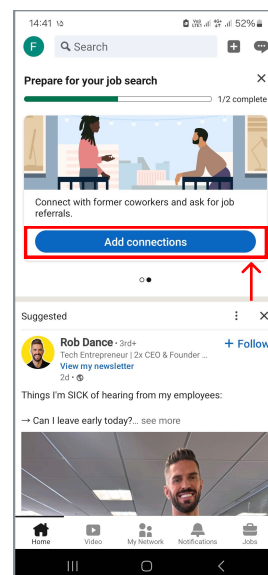 14:41
52%
F
Search
Prepare for your job search
1/2 complete
Connect with former coworkers and ask for job
referrals.
Add connections
Suggested
Rob Dance • 3rd+
Tech Entrepreneur | 2x CEO & Founder ...
View my newsletter
2d •
+ Follow
Things I'm SICK of hearing from my employees:
→ Can I leave early today?... see more
Home
Video
My Network
Notifications
Jobs